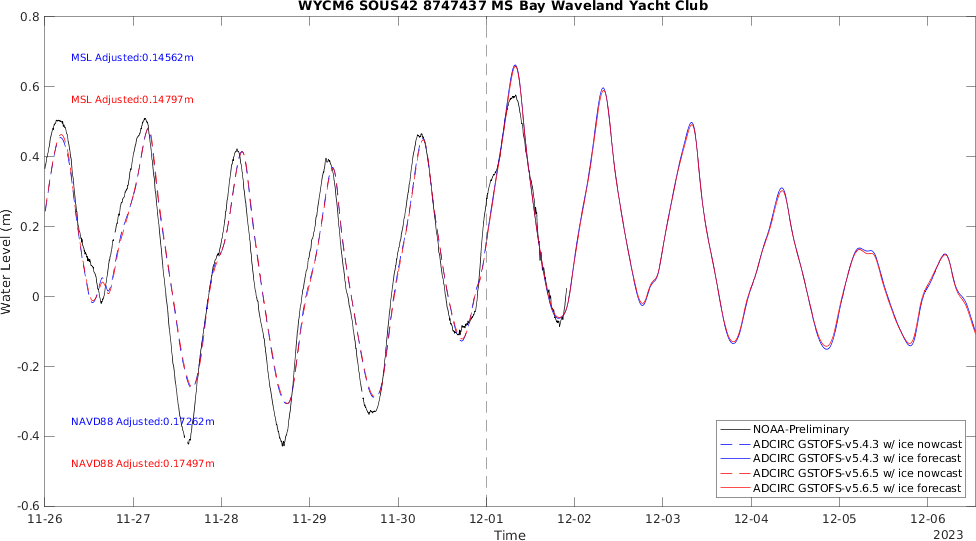 WYCM6 SOUS42 8747437 MS Bay Waveland Yacht Club
0.8
0.6
0.4
0.2
0
-0.2
-0.4
-0.6
Water Level (m)
MSL Adjusted:0.14562m
MSL Adjusted:0.14797m
NAVD88 Adjusted:0.17262m
NAVD88 Adjusted:0.17497m
NOAA-Preliminary
ADCIRC GSTOFS-v5.4.3 w/ ice nowcast
ADCIRC GSTOFS-v5.4.3 w/ ice forecast
ADCIRC GSTOFS-v5.6.5 w/ ice nowcast
ADCIRC GSTOFS-v5.6.5 w/ ice forecast
11-26 11-27 11-28 11-29 11-30 12-01 12-02 12-03 12-04 12-05 12-06
Time
2023